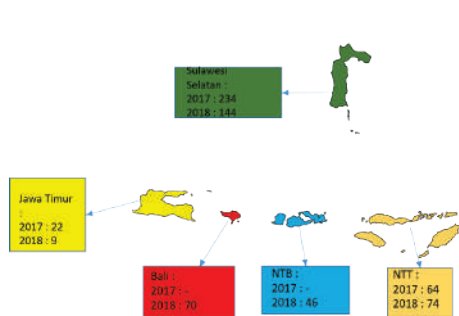 Sulawesi
Selatan :
2017 : 234
2018 : 144
Jawa Timur
:
2017 : 22
2018 : 9
Bali :
2017 : -
2018 : 70
NTB :
2017 : -
2018 : 46
NTT :
2017 : 64
2018 : 74